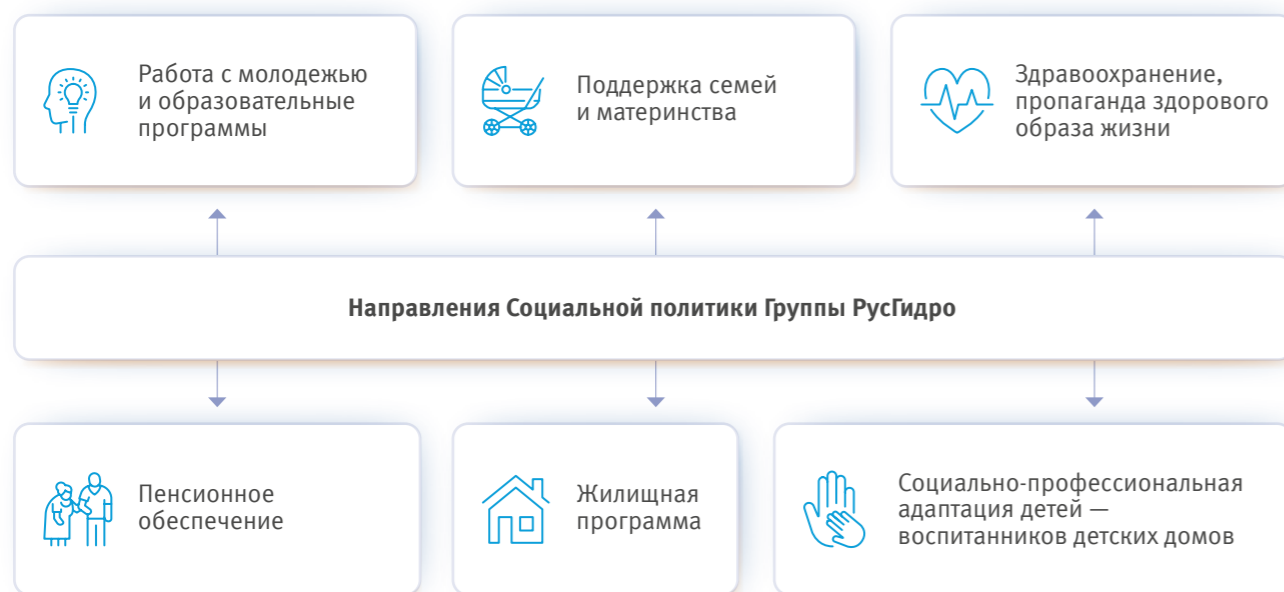 Работа с молодежью
и образовательные
программы
Поддержка семей
и материнства
Здравоохранение,
пропаганда здорового
образа жизни
Направления Социальной политики Группы РусГидро
Пенсионное
обеспечение
Жилищная
программа
Социально-профессиональная
адаптация детей —
воспитанников детских домов